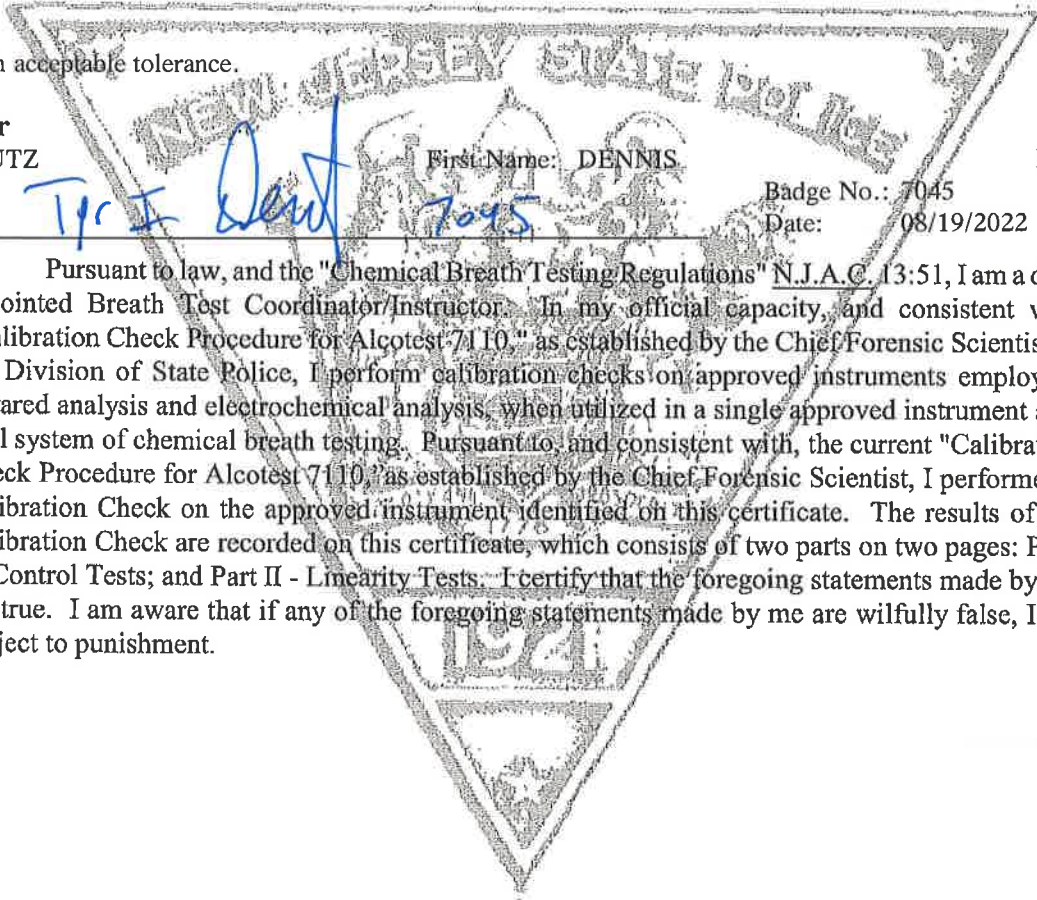 n acceptable tolerance.
NEW JERSEY STATE POLICE
r
UTZ First Name: DENNIS
Tpr I 7045 Badge No.: 7045
Date: 08/19/2022
Pursuant to law, and the "Chemical Breath Testing Regulations" N.J.A.C. 13:51, I am a d
ointed Breath Test Coordinator/Instructor. In my official capacity, and consistent v
libration Check Procedure for Alcotest 7110," as established by the Chief Forensic Scientis
Division of State Police, I perform calibration checks on approved instruments employ
ared analysis and electrochemical analysis, when utilized in a single approved instrument a
l system of chemical breath testing. Pursuant to, and consistent with, the current "Calibra
eck Procedure for Alcotest 7110," as established by the Chief Forensic Scientist, I performe
ibration Check on the approved instrument identified on this certificate. The results of
ibration Check are recorded on this certificate, which consists of two parts on two pages: P
Control Tests; and Part II - Linearity Tests. I certify that the foregoing statements made by
true. I am aware that if any of the foregoing statements made by me are wilfully false, I
ject to punishment.
1921